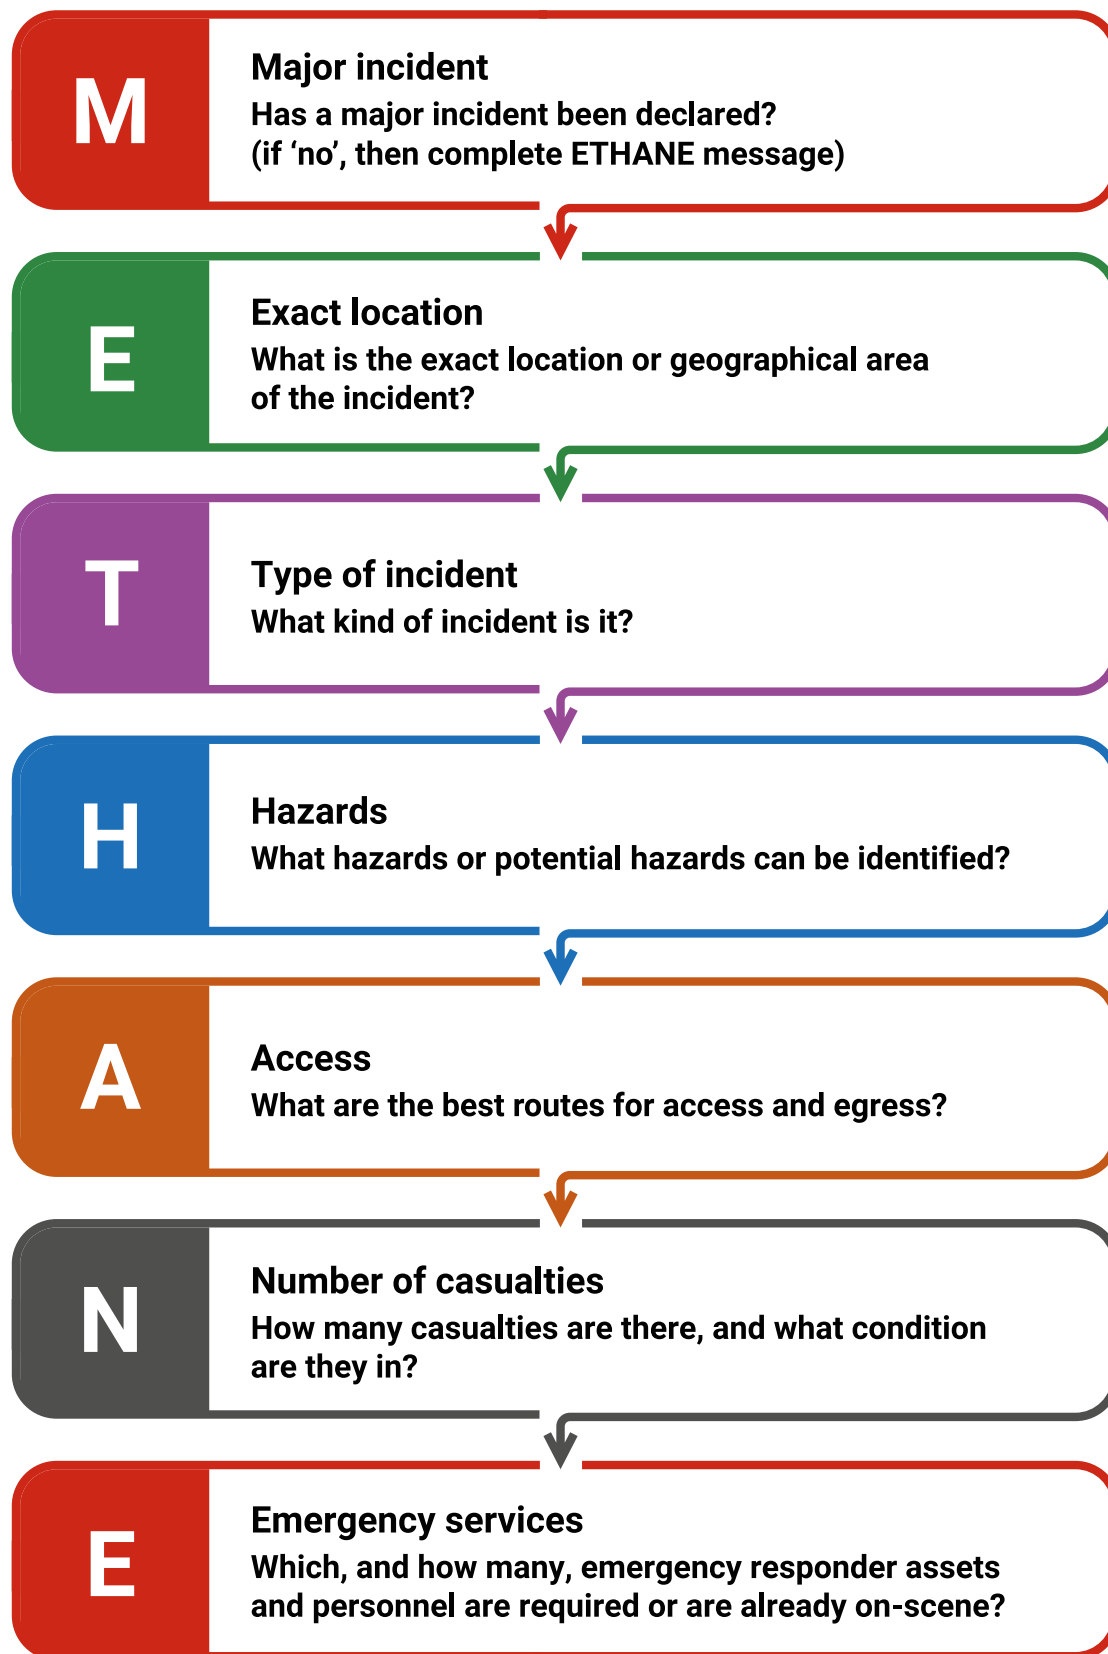 M
Major incident
Has a major incident been declared?
(if ‘no’, then complete ETHANE message)
E
Exact location
What is the exact location or geographical area
of the incident?
T
Type of incident
What kind of incident is it?
H
Hazards
What hazards or potential hazards can be identified?
A
Access
What are the best routes for access and egress?
N
Number of casualties
How many casualties are there, and what condition
are they in?
E
Emergency services
Which, and how many, emergency responder assets
and personnel are required or are already on-scene?